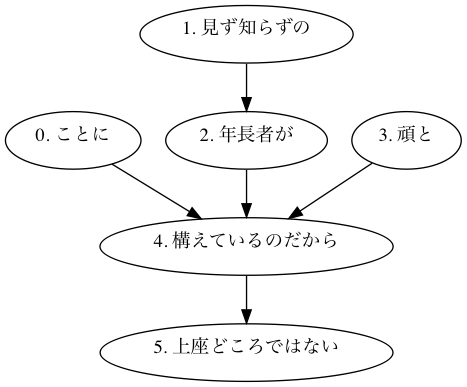 1. 見ず知らずの
0. ことに
2. 年長者が
3. 頑と
4. 構えているのだから
5. 上座どころではない